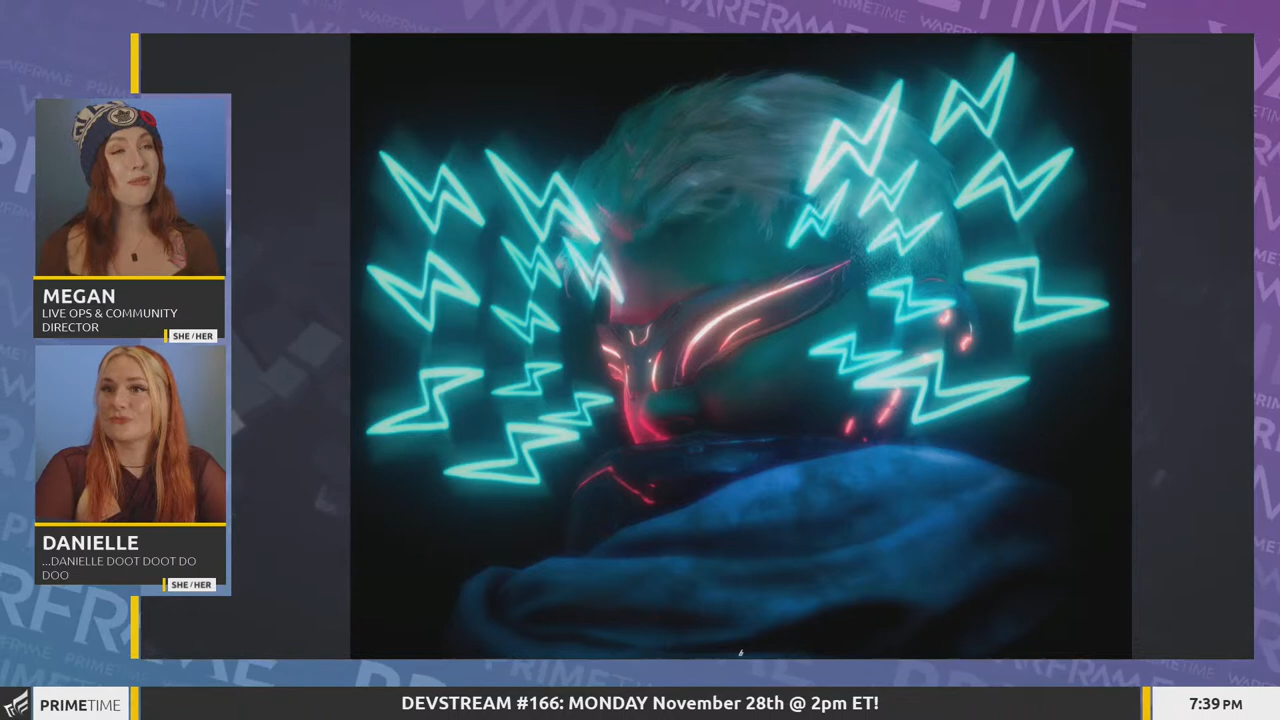 MEGAN
LIVE OPS & COMMUNITY
DIRECTOR
SHE/HER
DANIELLE
...DANIELLE DOOT DOOT DO
DOO
SHE/HER
PRIMETIME
DEVSTREAM #166: MONDAY November 28th @ 2pm ET!
7:39 PM